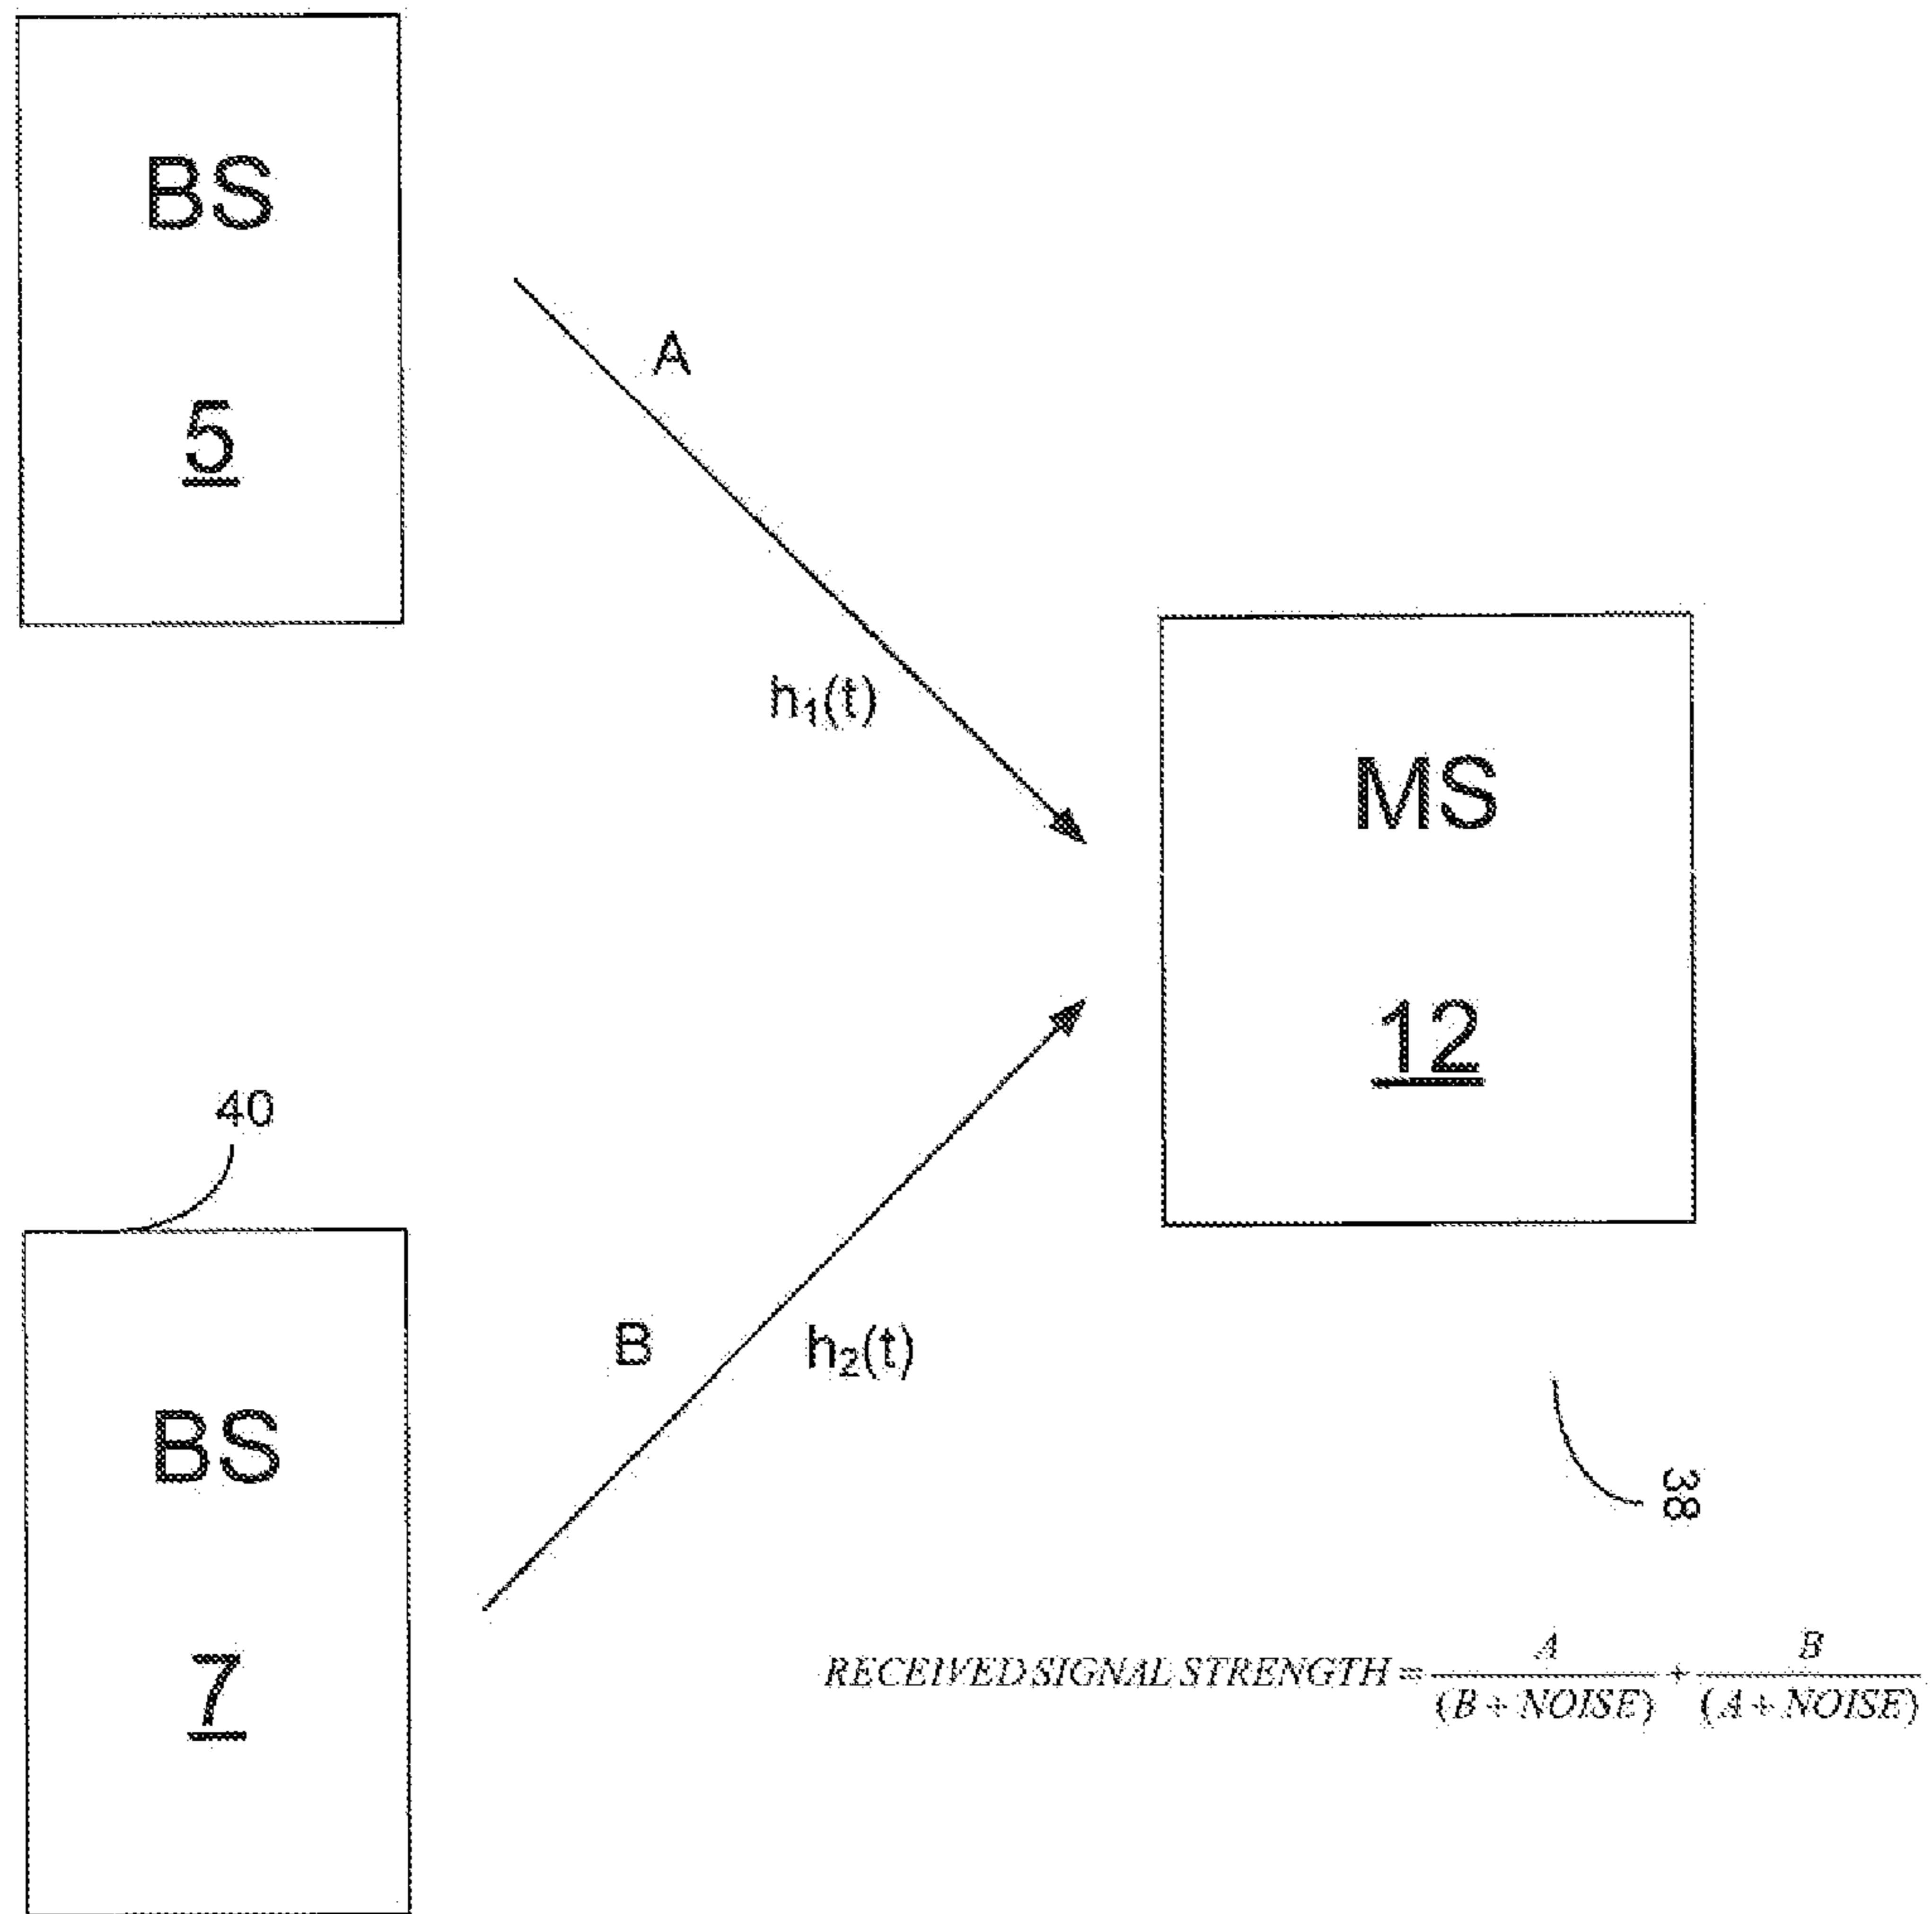 BS
5
A
h₁(t)
MS
12
40
BS
7
B
h₂(t)
38
RECEIVED SIGNAL STRENGTH = A/(B + NOISE) + B/(A + NOISE)